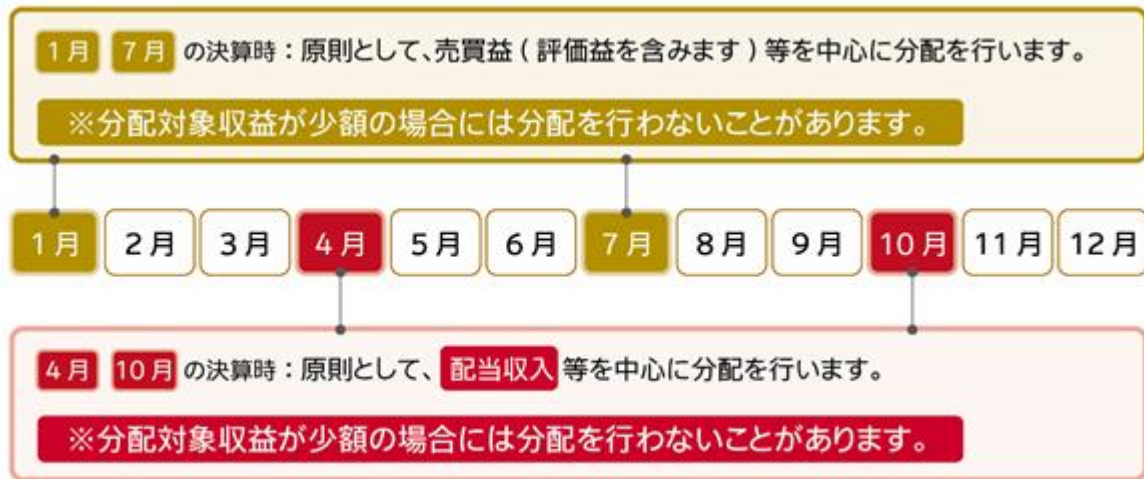 1月 7月 の決算時：原則として、売買益(評価益を含みます)等を中心に分配を行います。
※分配対象収益が少額の場合には分配を行わないことがあります。
1月 2月 3月 4月 5月 6月 7月 8月 9月 10月 11月 12月
4月 10月 の決算時：原則として、配当収入等を中心に分配を行います。
※分配対象収益が少額の場合には分配を行わないことがあります。